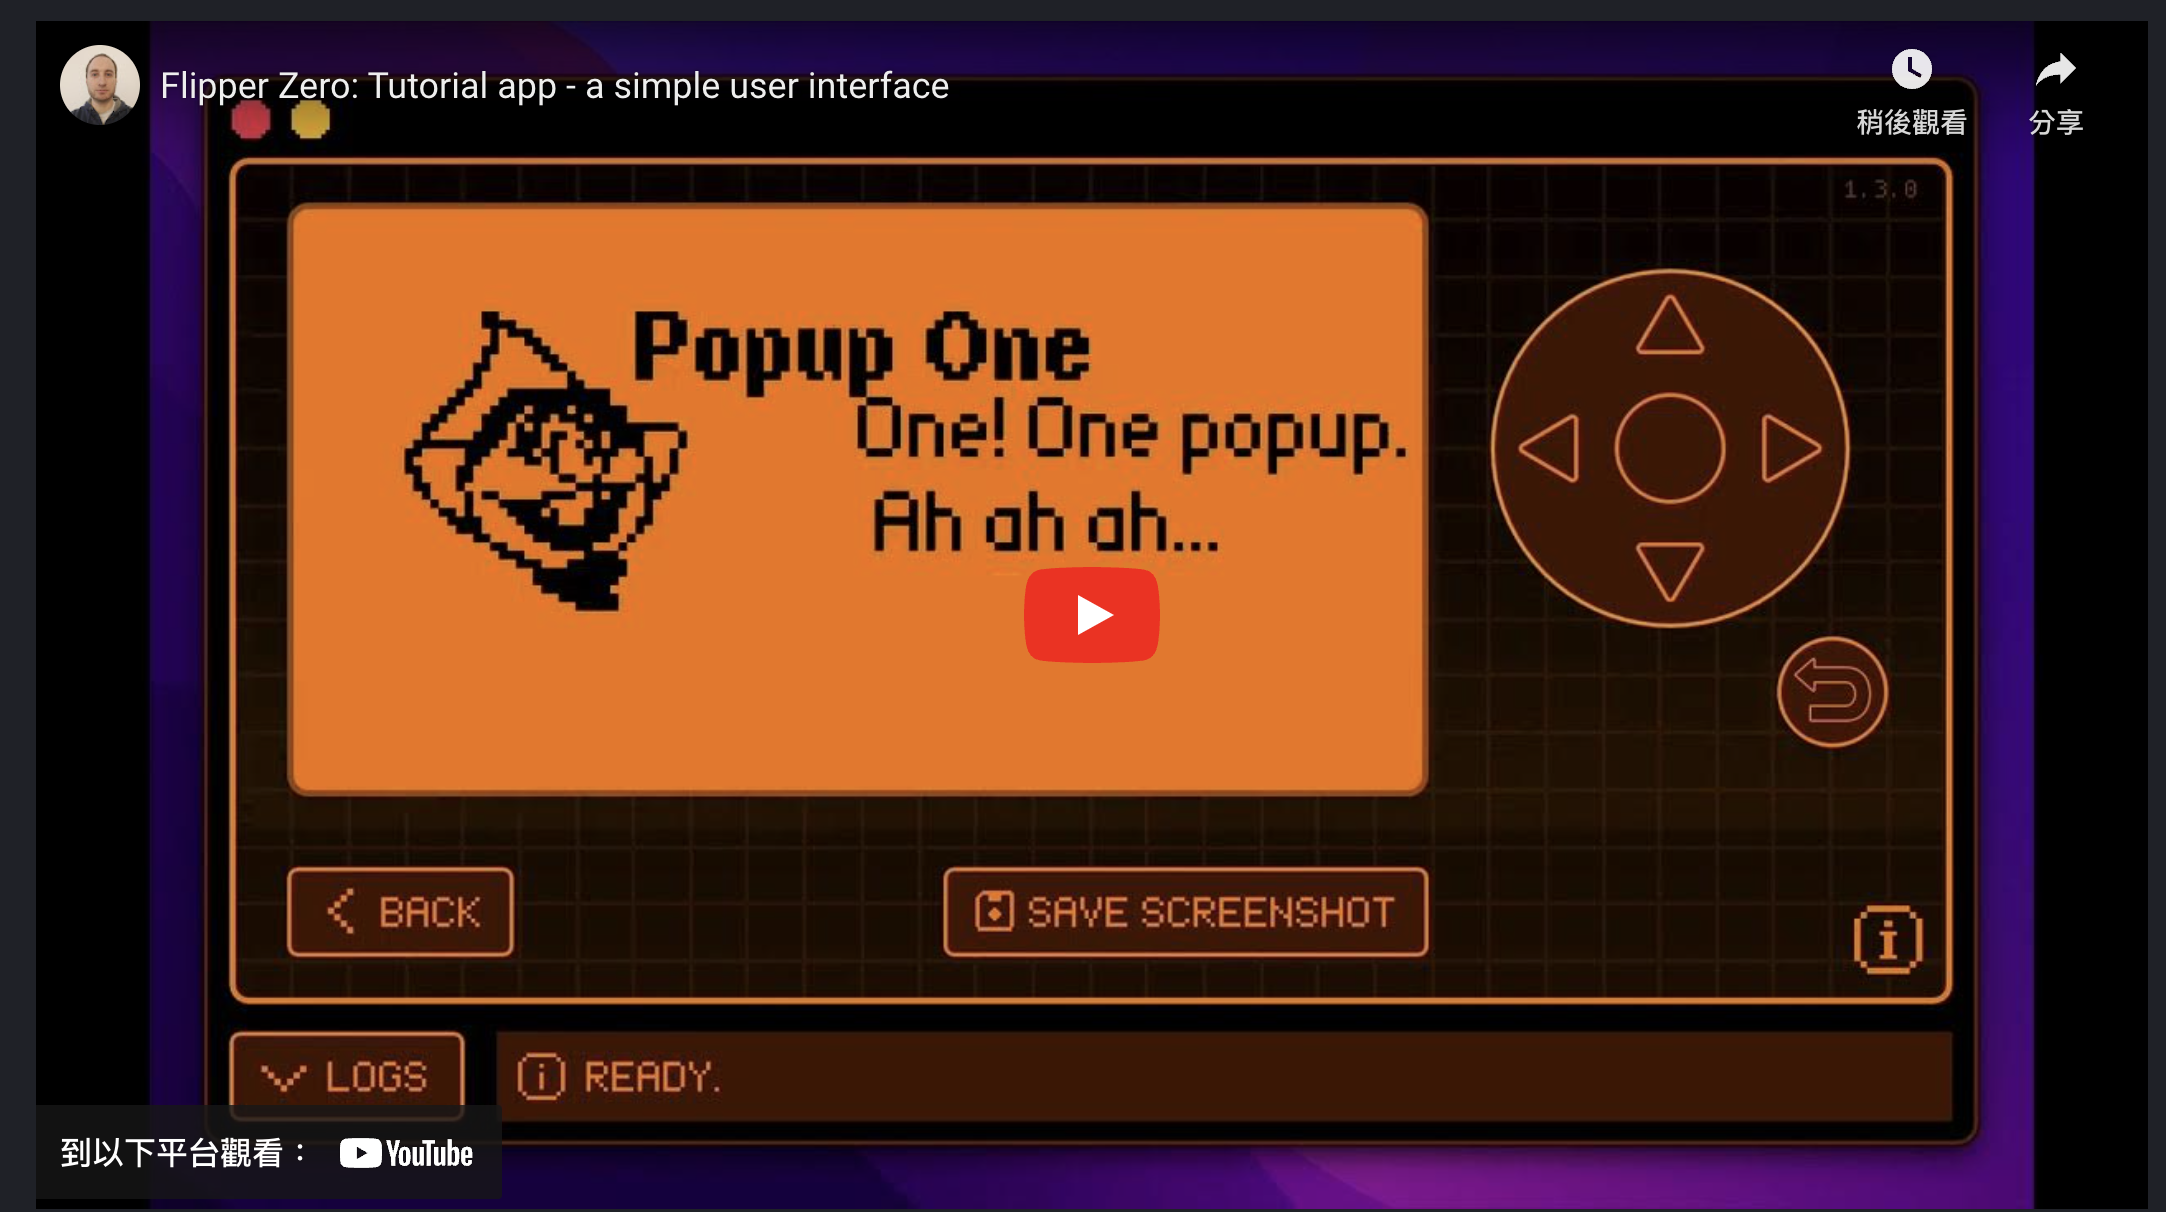 Flipper Zero: Tutorial app - a simple user interface
稍後觀看
分享
1.3.0
Popup One
One! One popup.
Ah ah ah...
BACK
SAVE SCREENSHOT
LOGS
READY.
到以下平台觀看：
YouTube